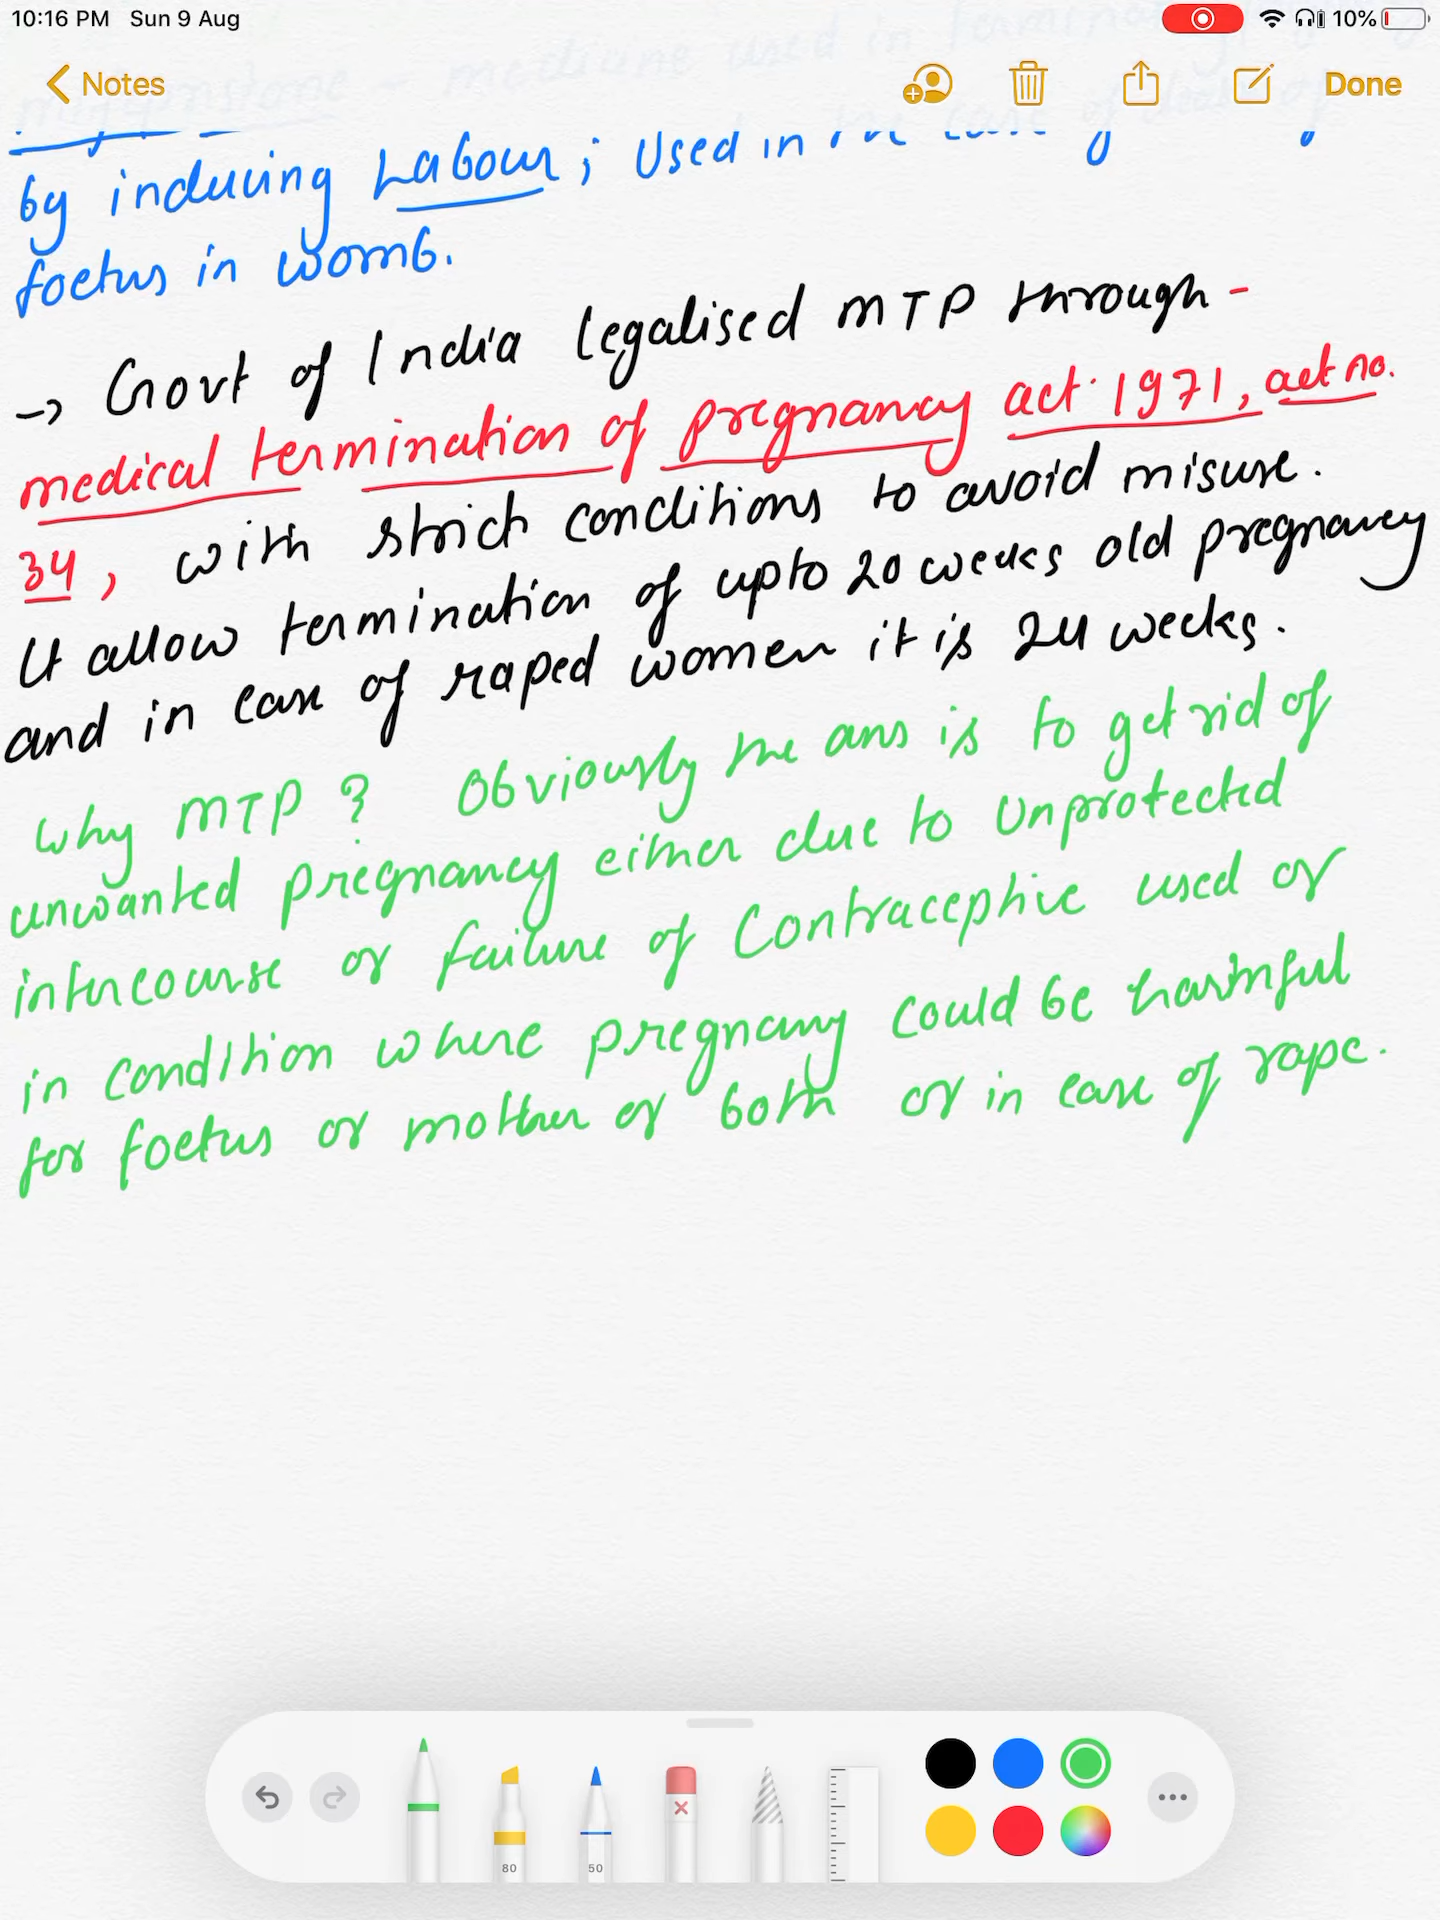 10:16 PM Sun 9 Aug 10%
Notes Done
by inducing Labour; Used in the case
foetus in womb.
→ Govt of India legalised MTP through -
medical termination of pregnancy act 1971, act no.
34, with strict conditions to avoid misuse.
It allow termination of upto 20 weeks old pregnancy
and in case of raped women it is 24 weeks.
Why MTP ? Obviously the ans is to get rid of
unwanted pregnancy either due to Unprotected
intercourse or failure of Contraceptive used or
in condition where pregnancy could be harmful
for foetus or mother or both or in case of rape.
80 50